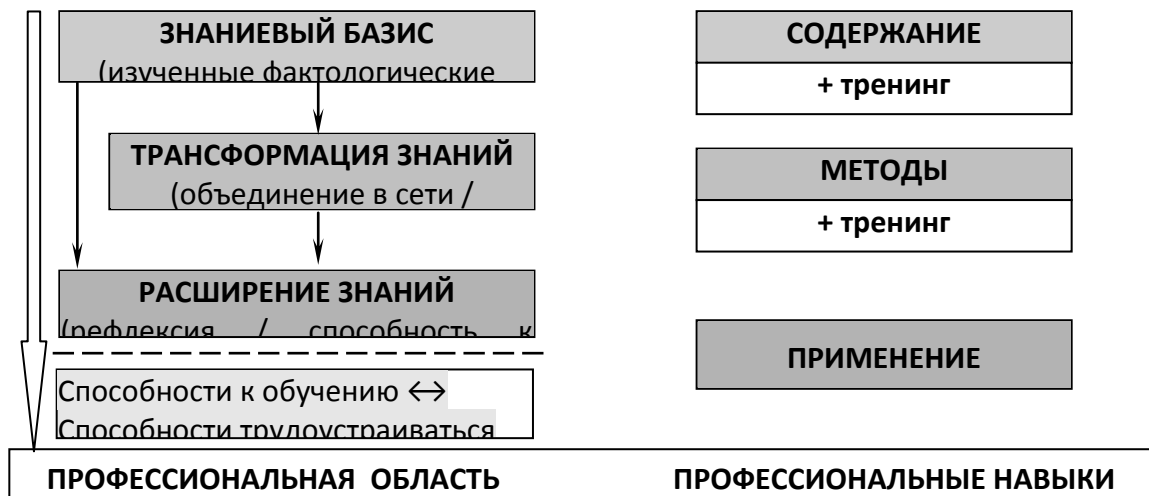 ЗНАНИЕВЫЙ БАЗИС
(изученные фактологические
ТРАНСФОРМАЦИЯ ЗНАНИЙ
(объединение в сети /
РАСШИРЕНИЕ ЗНАНИЙ
(рефлексия / способность к
Способности к обучению ↔
Способности трудоустраиваться
СОДЕРЖАНИЕ
+ тренинг
МЕТОДЫ
+ тренинг
ПРИМЕНЕНИЕ
ПРОФЕССИОНАЛЬНАЯ ОБЛАСТЬ ПРОФЕССИОНАЛЬНЫЕ НАВЫКИ